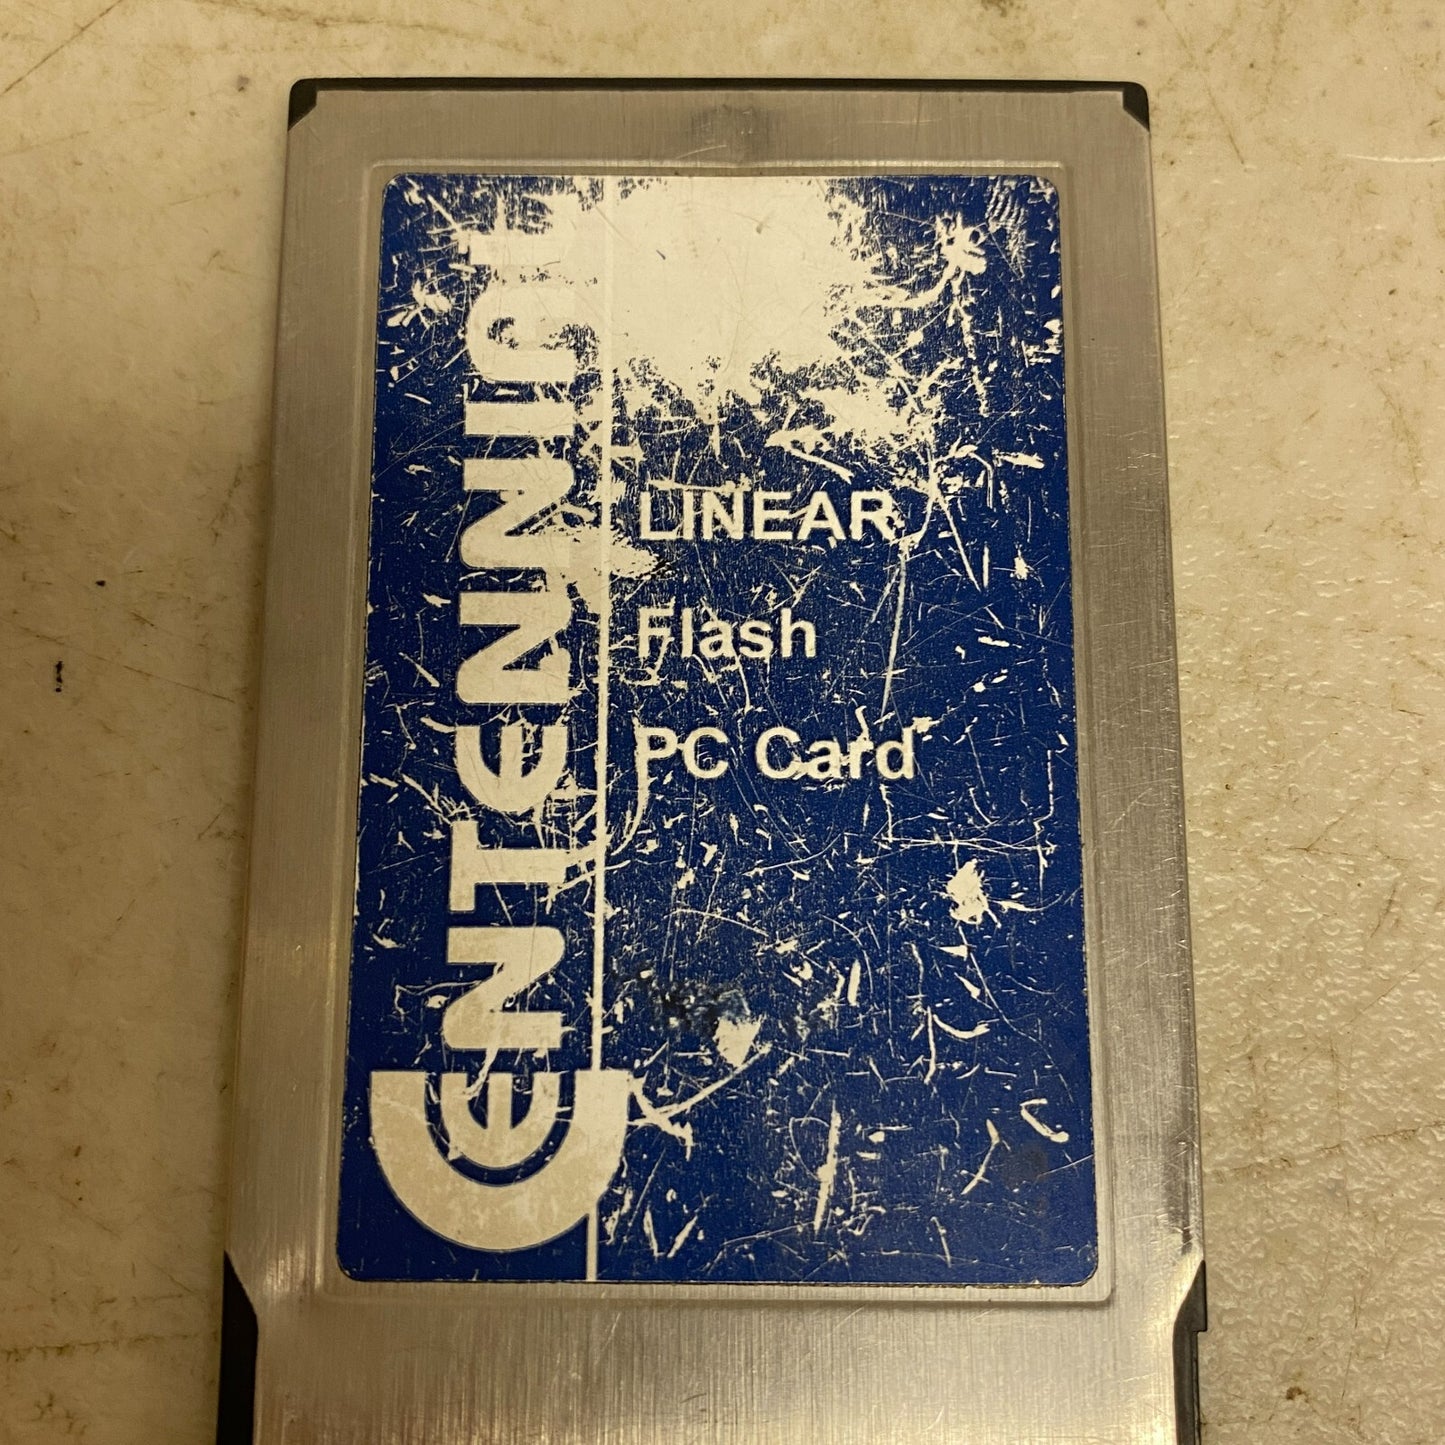 CENTENNIAL
LINEAR
Flash
PC Card